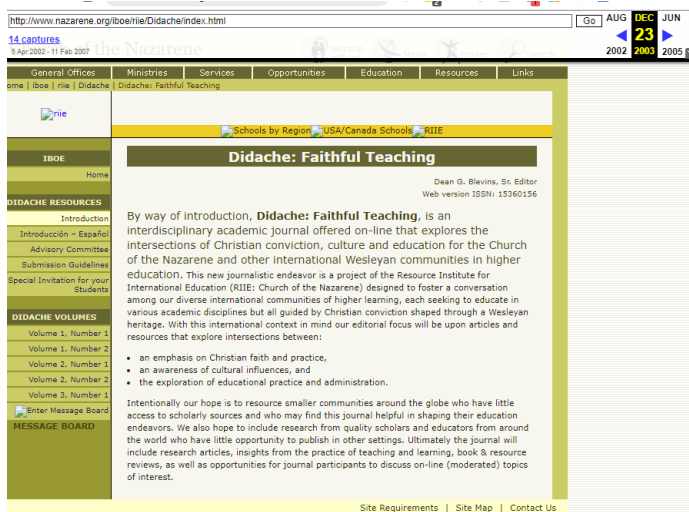 http://www.nazarene.org/iboe/riie/Didache/index.html Go AUG DEC JUN
14 captures 23
6 Apr 2002 - 11 Feb 2007 2002 2003 2005
the Nazarene Worship News Prayer Search
General Offices Ministries Services Opportunities Education Resources Links
ome | iboe | riie | Didache | Didache: Faithful Teaching
riie
Schools by Region USA/Canada Schools RIIE
IBOE
Home
DIDACHE RESOURCES
Introduction
Introducción – Español
Advisory Committee
Submission Guidelines
Special Invitation for your
Students
DIDACHE VOLUMES
Volume 1, Number 1
Volume 1, Number 2
Volume 2, Number 1
Volume 2, Number 2
Volume 3, Number 1
Enter Message Board
MESSAGE BOARD
Didache: Faithful Teaching
Dean G. Blevins, Sr. Editor
Web version ISSN: 15360156
By way of introduction, Didache: Faithful Teaching, is an
interdisciplinary academic journal offered on-line that explores the
intersections of Christian conviction, culture and education for the Church
of the Nazarene and other international Wesleyan communities in higher
education. This new journalistic endeavor is a project of the Resource Institute for
International Education (RIIE: Church of the Nazarene) designed to foster a conversation
among our diverse international communities of higher learning, each seeking to educate in
various academic disciplines but all guided by Christian conviction shaped through a Wesleyan
heritage. With this international context in mind our editorial focus will be upon articles and
resources that explore intersections between:
• an emphasis on Christian faith and practice,
• an awareness of cultural influences, and
• the exploration of educational practice and administration.
Intentionally our hope is to resource smaller communities around the globe who have little
access to scholarly sources and who may find this journal helpful in shaping their education
endeavors. We also hope to include research from quality scholars and educators from around
the world who have little opportunity to publish in other settings. Ultimately the journal will
include research articles, insights from the practice of teaching and learning, book & resource
reviews, as well as opportunities for journal participants to discuss on-line (moderated) topics
of interest.
Site Requirements | Site Map | Contact Us